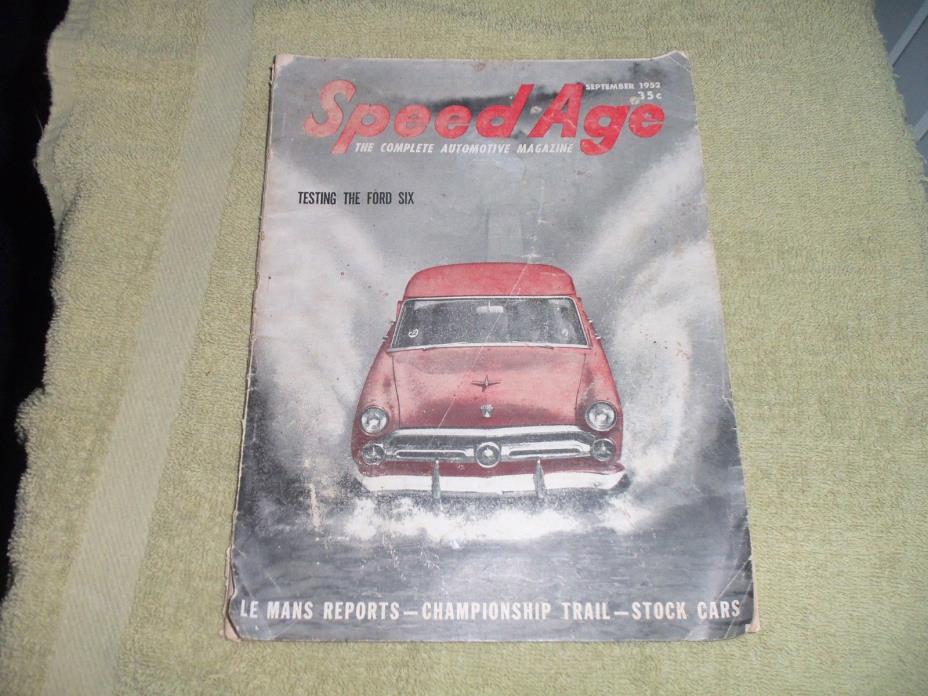 SEPTEMBER 1952
35c
Speed Age
THE COMPLETE AUTOMOTIVE MAGAZINE
TESTING THE FORD SIX
LE MANS REPORTS—CHAMPIONSHIP TRAIL—STOCK CARS